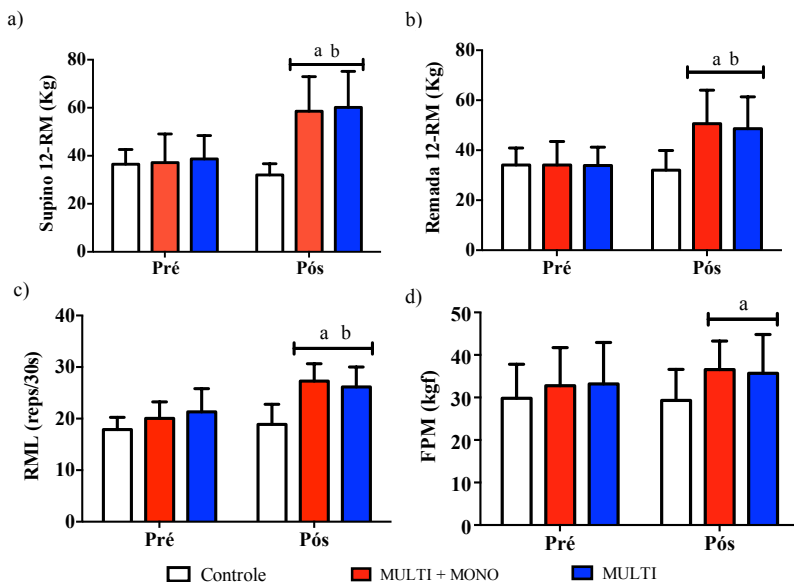 a)
Supino 12-RM (Kg)
80
60
40
20
0
a b
Pré
Pós
b)
Remada 12-RM (Kg)
80
60
40
20
0
a b
Pré
Pós
c)
RML (reps/30s)
40
30
20
10
0
a b
Pré
Pós
d)
FPM (kgf)
50
40
30
20
10
0
a
Pré
Pós
Controle
MULTI + MONO
MULTI